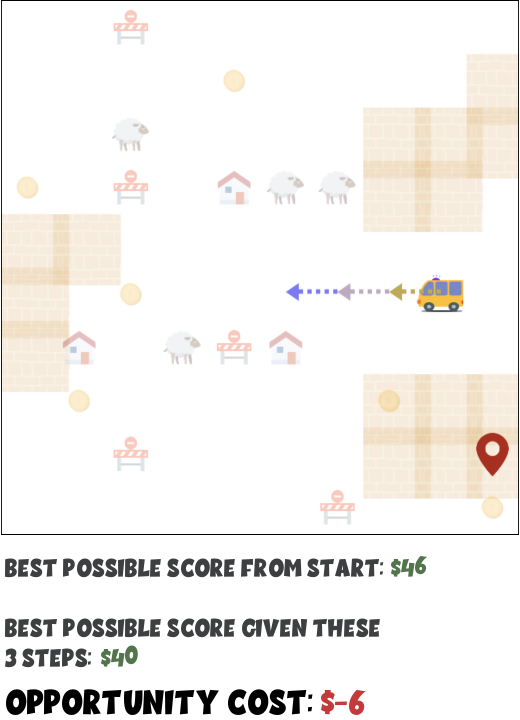 BEST POSSIBLE SCORE FROM START: $46
BEST POSSIBLE SCORE GIVEN THESE
3 STEPS: $40
OPPORTUNITY COST: $-6